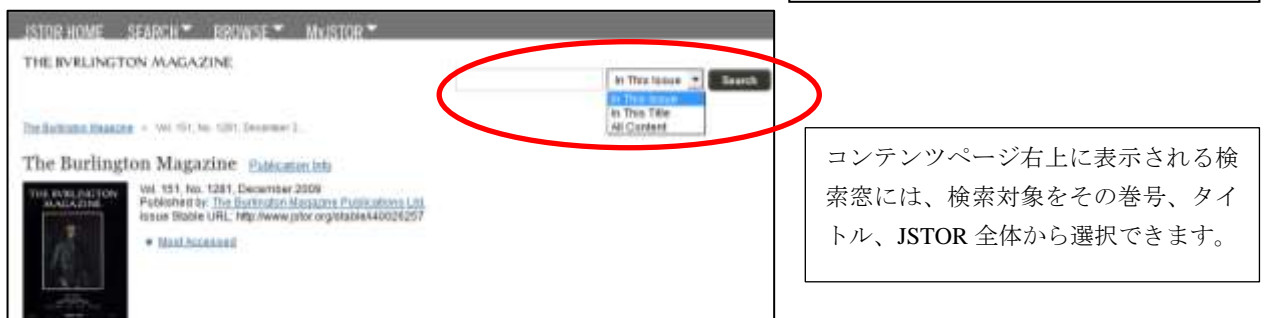 JSTOR HOME SEARCH BROWSE MyJSTOR
THE BVRLINGTON MAGAZINE
In This Issue Search
In This Issue
In This Title
All Content
The Burlington Magazine > Vol. 151, No. 1281, December 2...
The Burlington Magazine Publication Info
THE BVRLINGTON
MAGAZINE
Vol. 151, No. 1281, December 2009
Published by: The Burlington Magazine Publications Ltd.
Issue Stable URL: http://www.jstor.org/stable/i40026257
Most Accessed
コンテンツページ右上に表示される検
索窓には、検索対象をその巻号、タイ
トル、JSTOR 全体から選択できます。